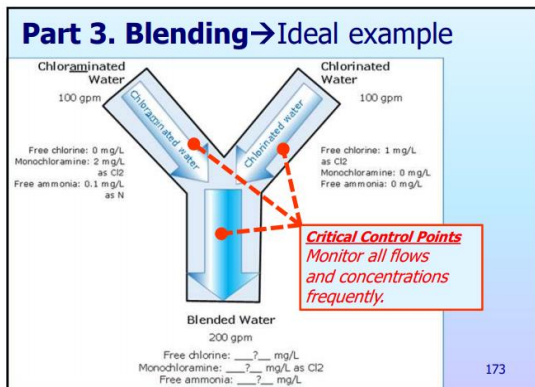 Part 3. Blending→Ideal example
Chloraminated
Water
100 gpm
Chlorinated
Water
100 gpm
Chloraminated water
Chlorinated water
Free chlorine: 0 mg/L
Monochloramine: 2 mg/L
as Cl2
Free ammonia: 0.1 mg/L
as N
Free chlorine: 1 mg/L
as Cl2
Monochloramine: 0 mg/L
Free ammonia: 0 mg/L
Critical Control Points
Monitor all flows
and concentrations
frequently.
Blended Water
200 gpm
Free chlorine: ___?__ mg/L
Monochloramine: ___?__ mg/L as Cl2
Free ammonia: ___?__ mg/L
173